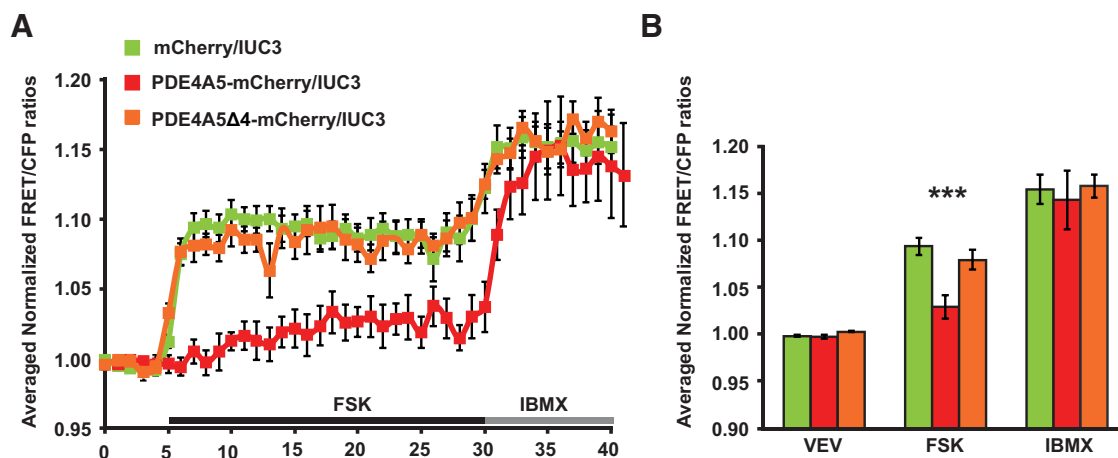 A
mCherry/IUC3
PDE4A5-mCherry/IUC3
PDE4A5Δ4-mCherry/IUC3
Averaged Normalized FRET/CFP ratios
1.20
1.15
1.10
1.05
1.00
0.95
FSK
IBMX
0 5 10 15 20 25 30 35 40
B
Averaged Normalized FRET/CFP ratios
1.20
1.15
1.10
1.05
1.00
0.95
0.90
***
VEV FSK IBMX